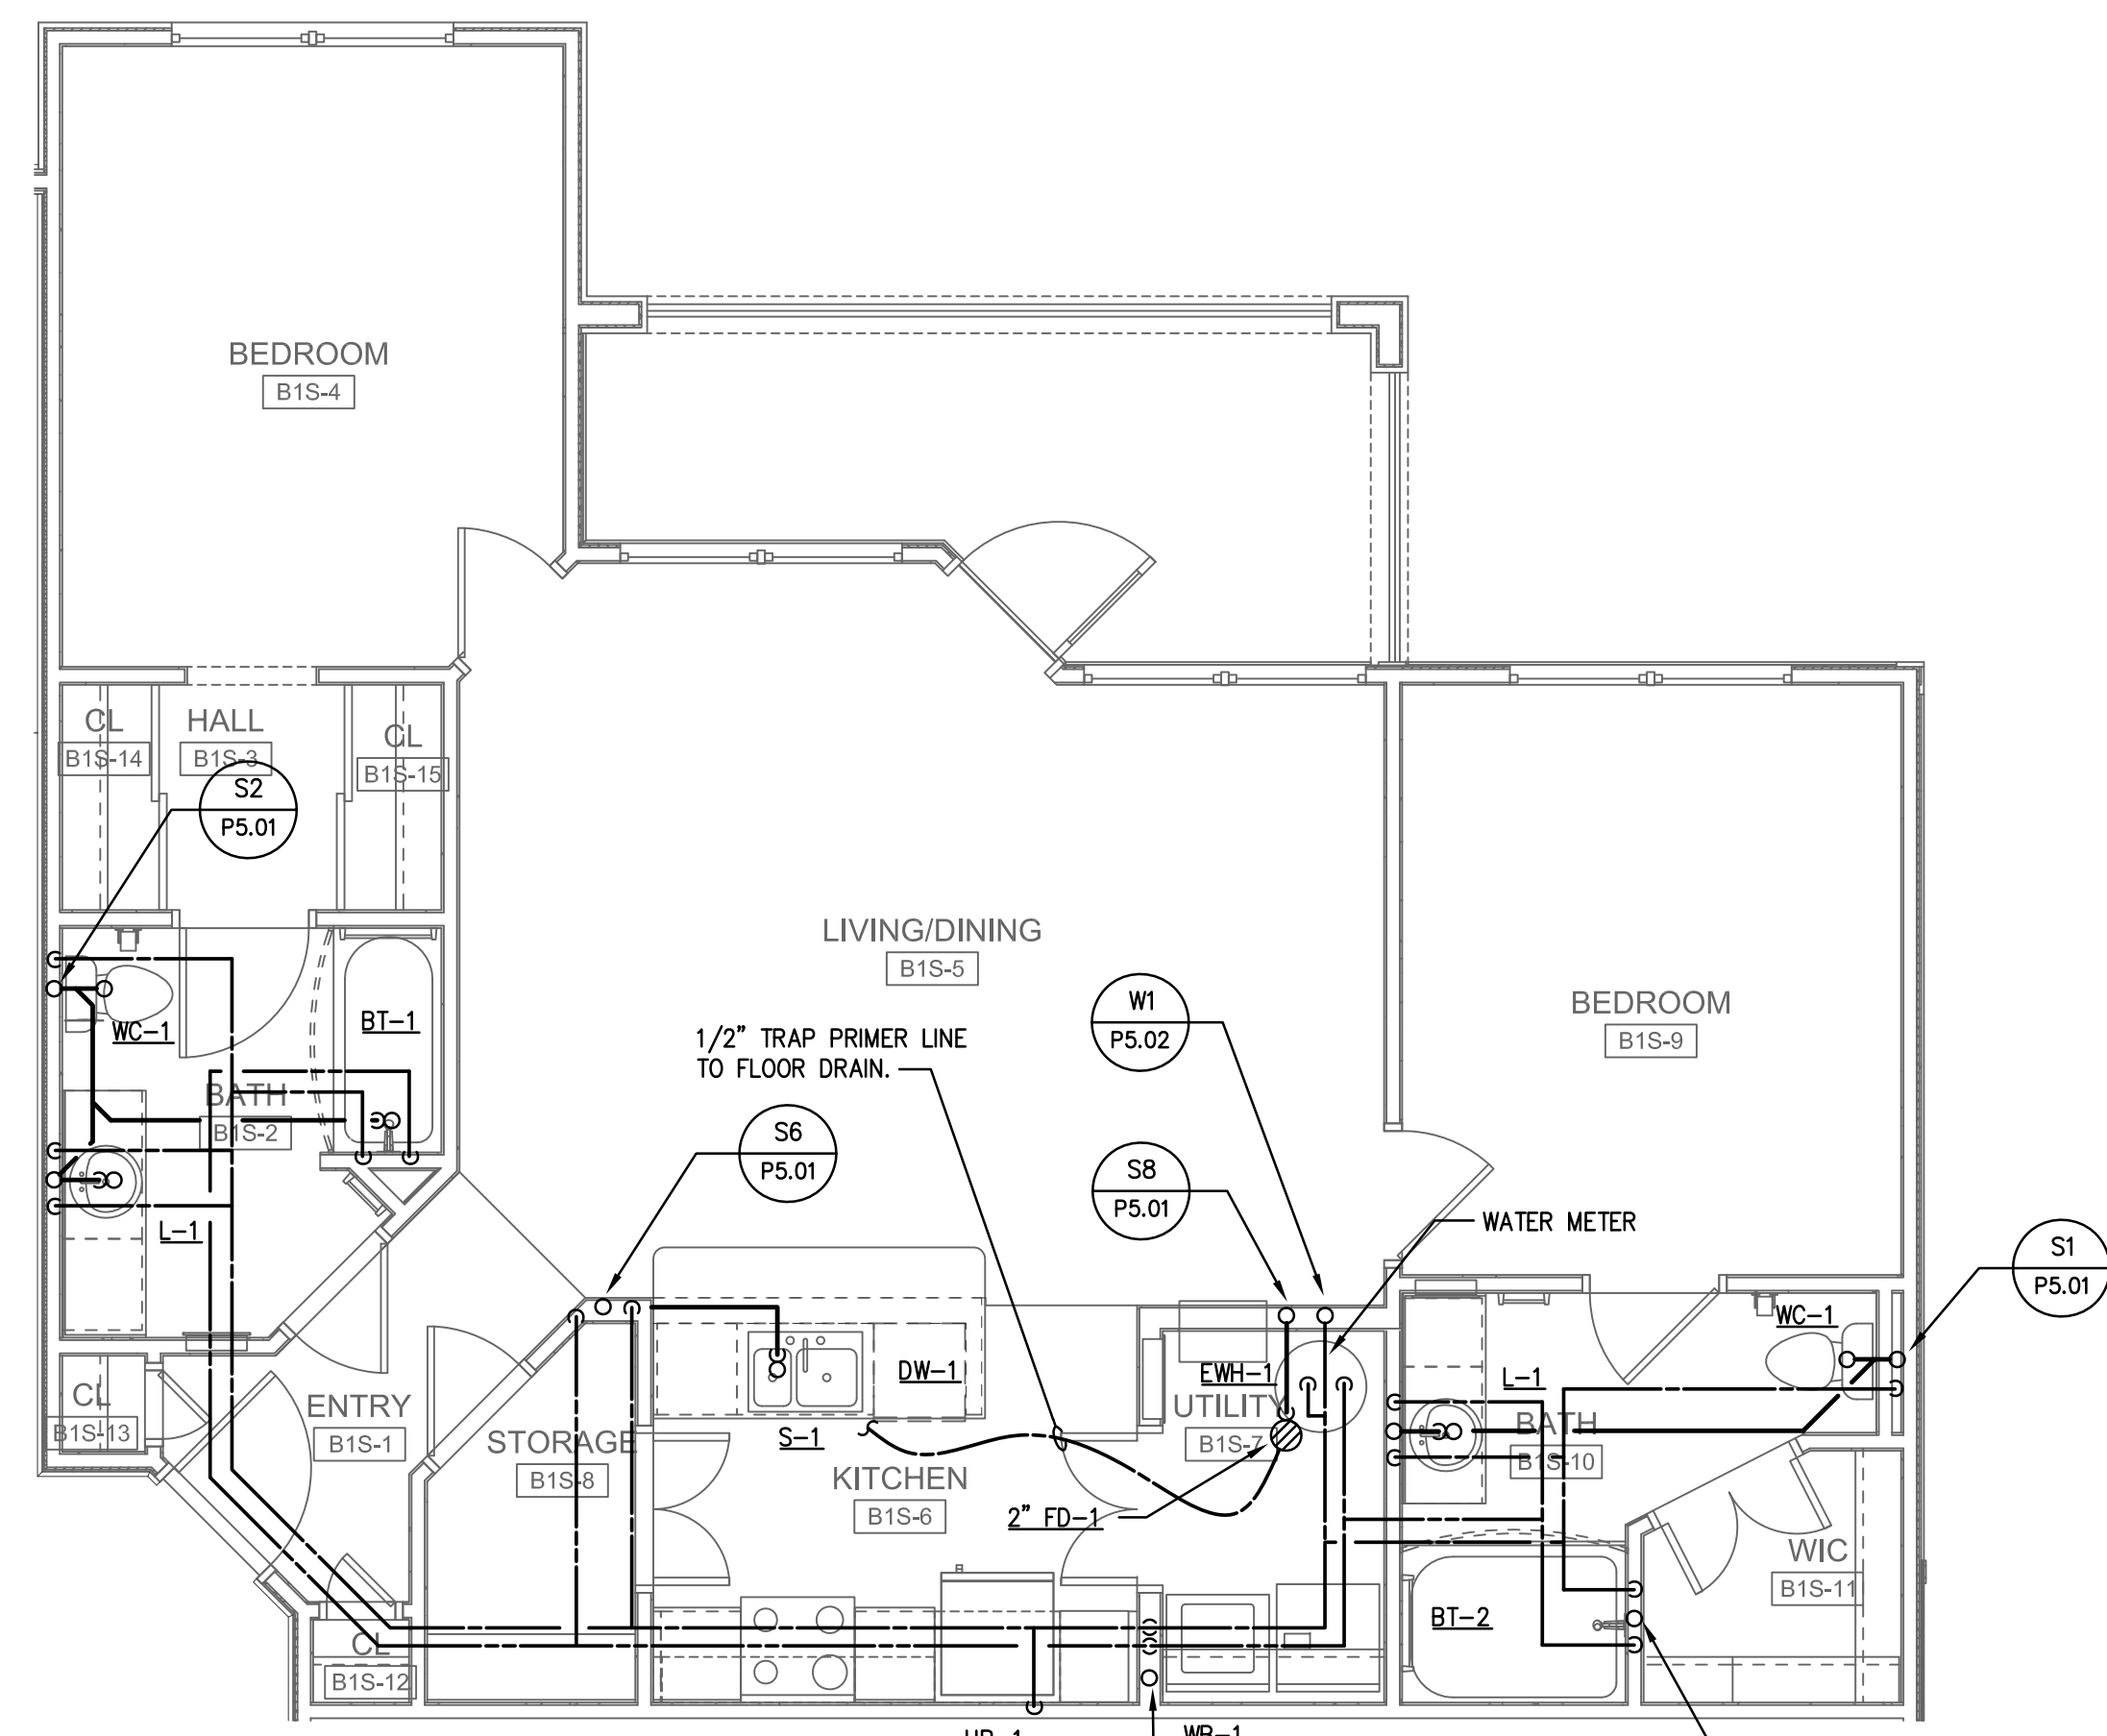 BEDROOM
B1S-4
CL
B1S-14
HALL
B1S-3
CL
B1S-15
S2
P5.01
LIVING/DINING
B1S-5
WC-1
BT-1
BATH
B1S-2
L-1
1/2" TRAP PRIMER LINE
TO FLOOR DRAIN.
W1
P5.02
BEDROOM
B1S-9
S6
P5.01
S8
P5.01
WATER METER
S1
P5.01
WC-1
CL
B1S-13
ENTRY
B1S-1
STORAGE
B1S-8
S-1
DW-1
KITCHEN
B1S-6
EWH-1
UTILITY
B1S-7
2" FD-1
L-1
BATH
B1S-10
WIC
B1S-11
BT-2
CL
B1S-12
WB-1